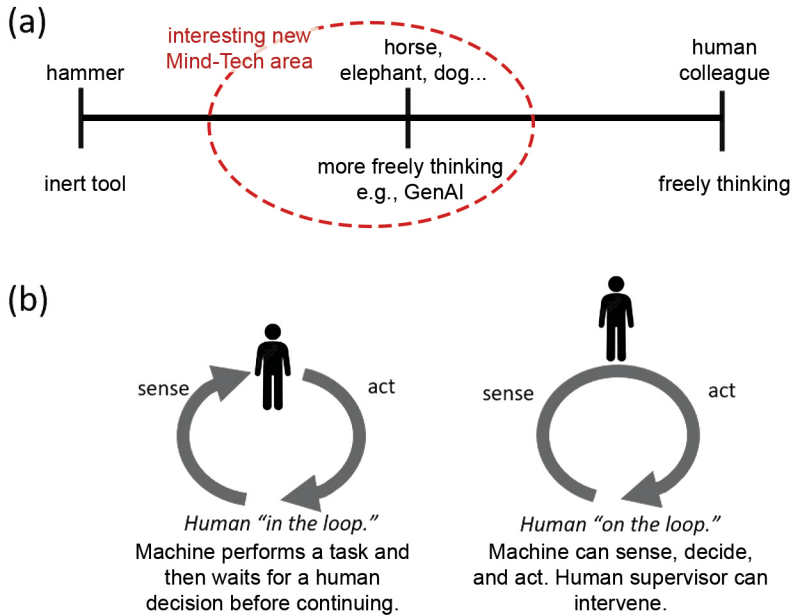 (a)
interesting new
Mind-Tech area
hammer
horse,
elephant, dog...
human
colleague
inert tool
more freely thinking
e.g., GenAI
freely thinking
(b)
sense
act
Human “in the loop.”
Machine performs a task and
then waits for a human
decision before continuing.
sense
act
Human “on the loop.”
Machine can sense, decide,
and act. Human supervisor can
intervene.